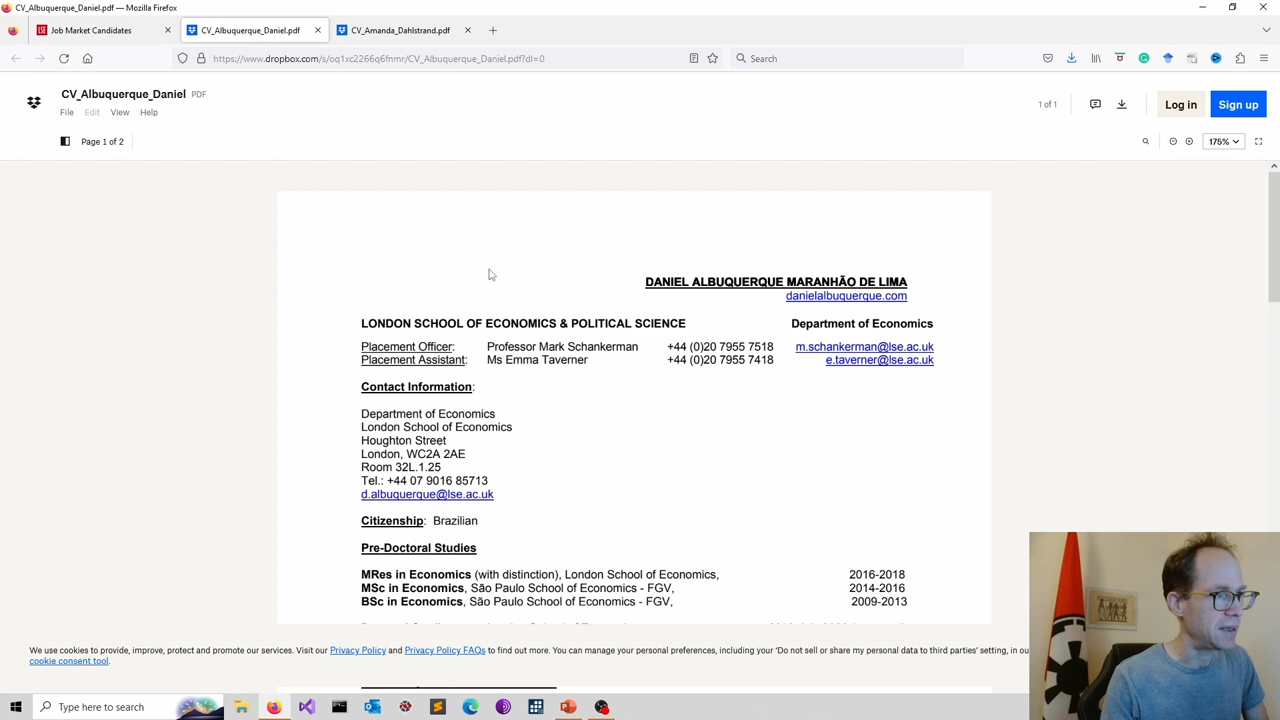 CV_Albuquerque_Daniel.pdf — Mozilla Firefox
Job Market Candidates
CV_Albuquerque_Daniel.pdf
CV_Amanda_Dahlstrand.pdf
https://www.dropbox.com/s/oq1xc2266q6fnmr/CV_Albuquerque_Daniel.pdf?dl=0
Search
CV_Albuquerque_Daniel PDF
File Edit View Help
1 of 1
Log in
Sign up
Page 1 of 2
175%
DANIEL ALBUQUERQUE MARANHÃO DE LIMA
danielalbuquerque.com
LONDON SCHOOL OF ECONOMICS & POLITICAL SCIENCE Department of Economics
Placement Officer: Professor Mark Schankerman +44 (0)20 7955 7518 m.schankerman@lse.ac.uk
Placement Assistant: Ms Emma Taverner +44 (0)20 7955 7418 e.taverner@lse.ac.uk
Contact Information:
Department of Economics
London School of Economics
Houghton Street
London, WC2A 2AE
Room 32L.1.25
Tel.: +44 07 9016 85713
d.albuquerque@lse.ac.uk
Citizenship: Brazilian
Pre-Doctoral Studies
MRes in Economics (with distinction), London School of Economics, 2016-2018
MSc in Economics, São Paulo School of Economics - FGV, 2014-2016
BSc in Economics, São Paulo School of Economics - FGV, 2009-2013
We use cookies to provide, improve, protect and promote our services. Visit our Privacy Policy and Privacy Policy FAQs to find out more. You can manage your personal preferences, including your 'Do not sell or share my personal data to third parties' setting, in ou
cookie consent tool.
Type here to search